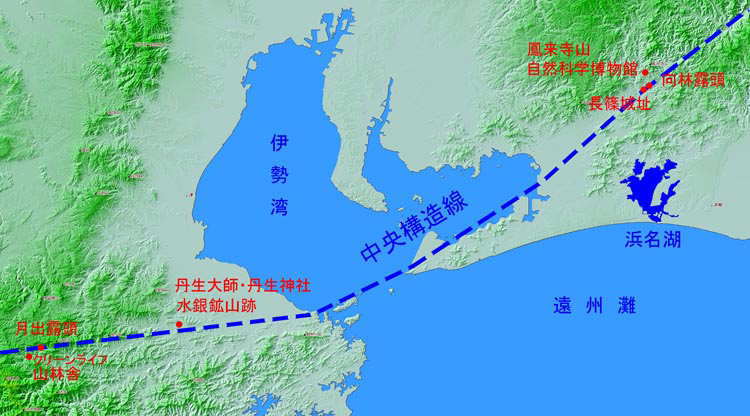 鳳来寺山
自然科学博物館
向林露頭
長篠城址
伊勢湾
中央構造線
浜名湖
丹生大師・丹生神社
水銀鉱山跡
遠州灘
月出露頭
グリーンライフ
山林舎